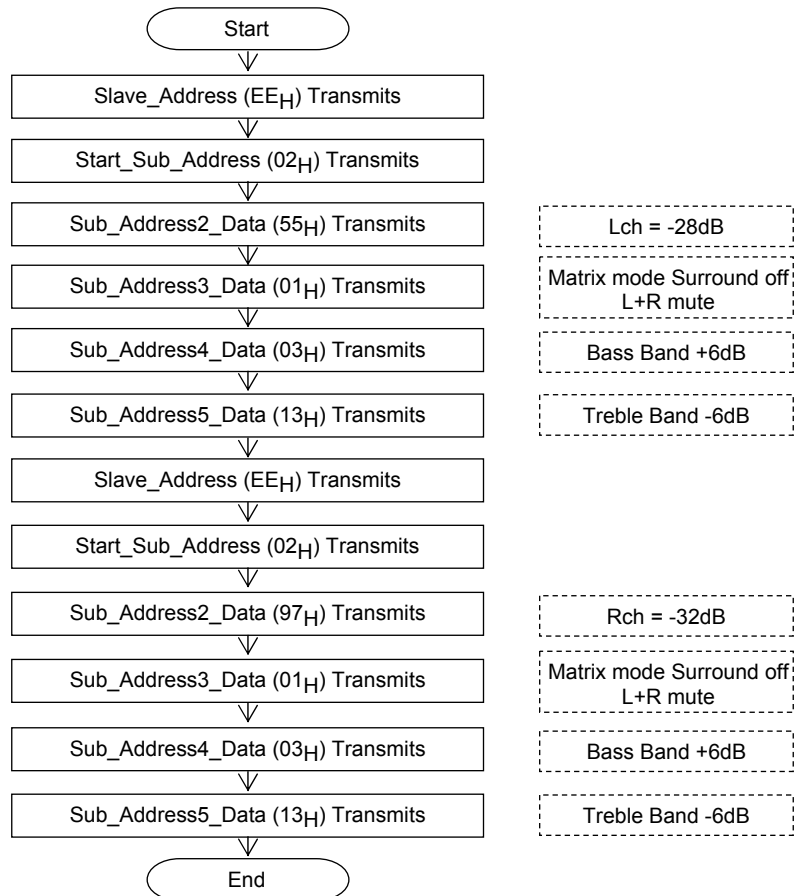 Start
Slave_Address (EEH) Transmits
Start_Sub_Address (02H) Transmits
Sub_Address2_Data (55H) Transmits
Lch = -28dB
Sub_Address3_Data (01H) Transmits
Matrix mode Surround off
L+R mute
Sub_Address4_Data (03H) Transmits
Bass Band +6dB
Sub_Address5_Data (13H) Transmits
Treble Band -6dB
Slave_Address (EEH) Transmits
Start_Sub_Address (02H) Transmits
Sub_Address2_Data (97H) Transmits
Rch = -32dB
Sub_Address3_Data (01H) Transmits
Matrix mode Surround off
L+R mute
Sub_Address4_Data (03H) Transmits
Bass Band +6dB
Sub_Address5_Data (13H) Transmits
Treble Band -6dB
End